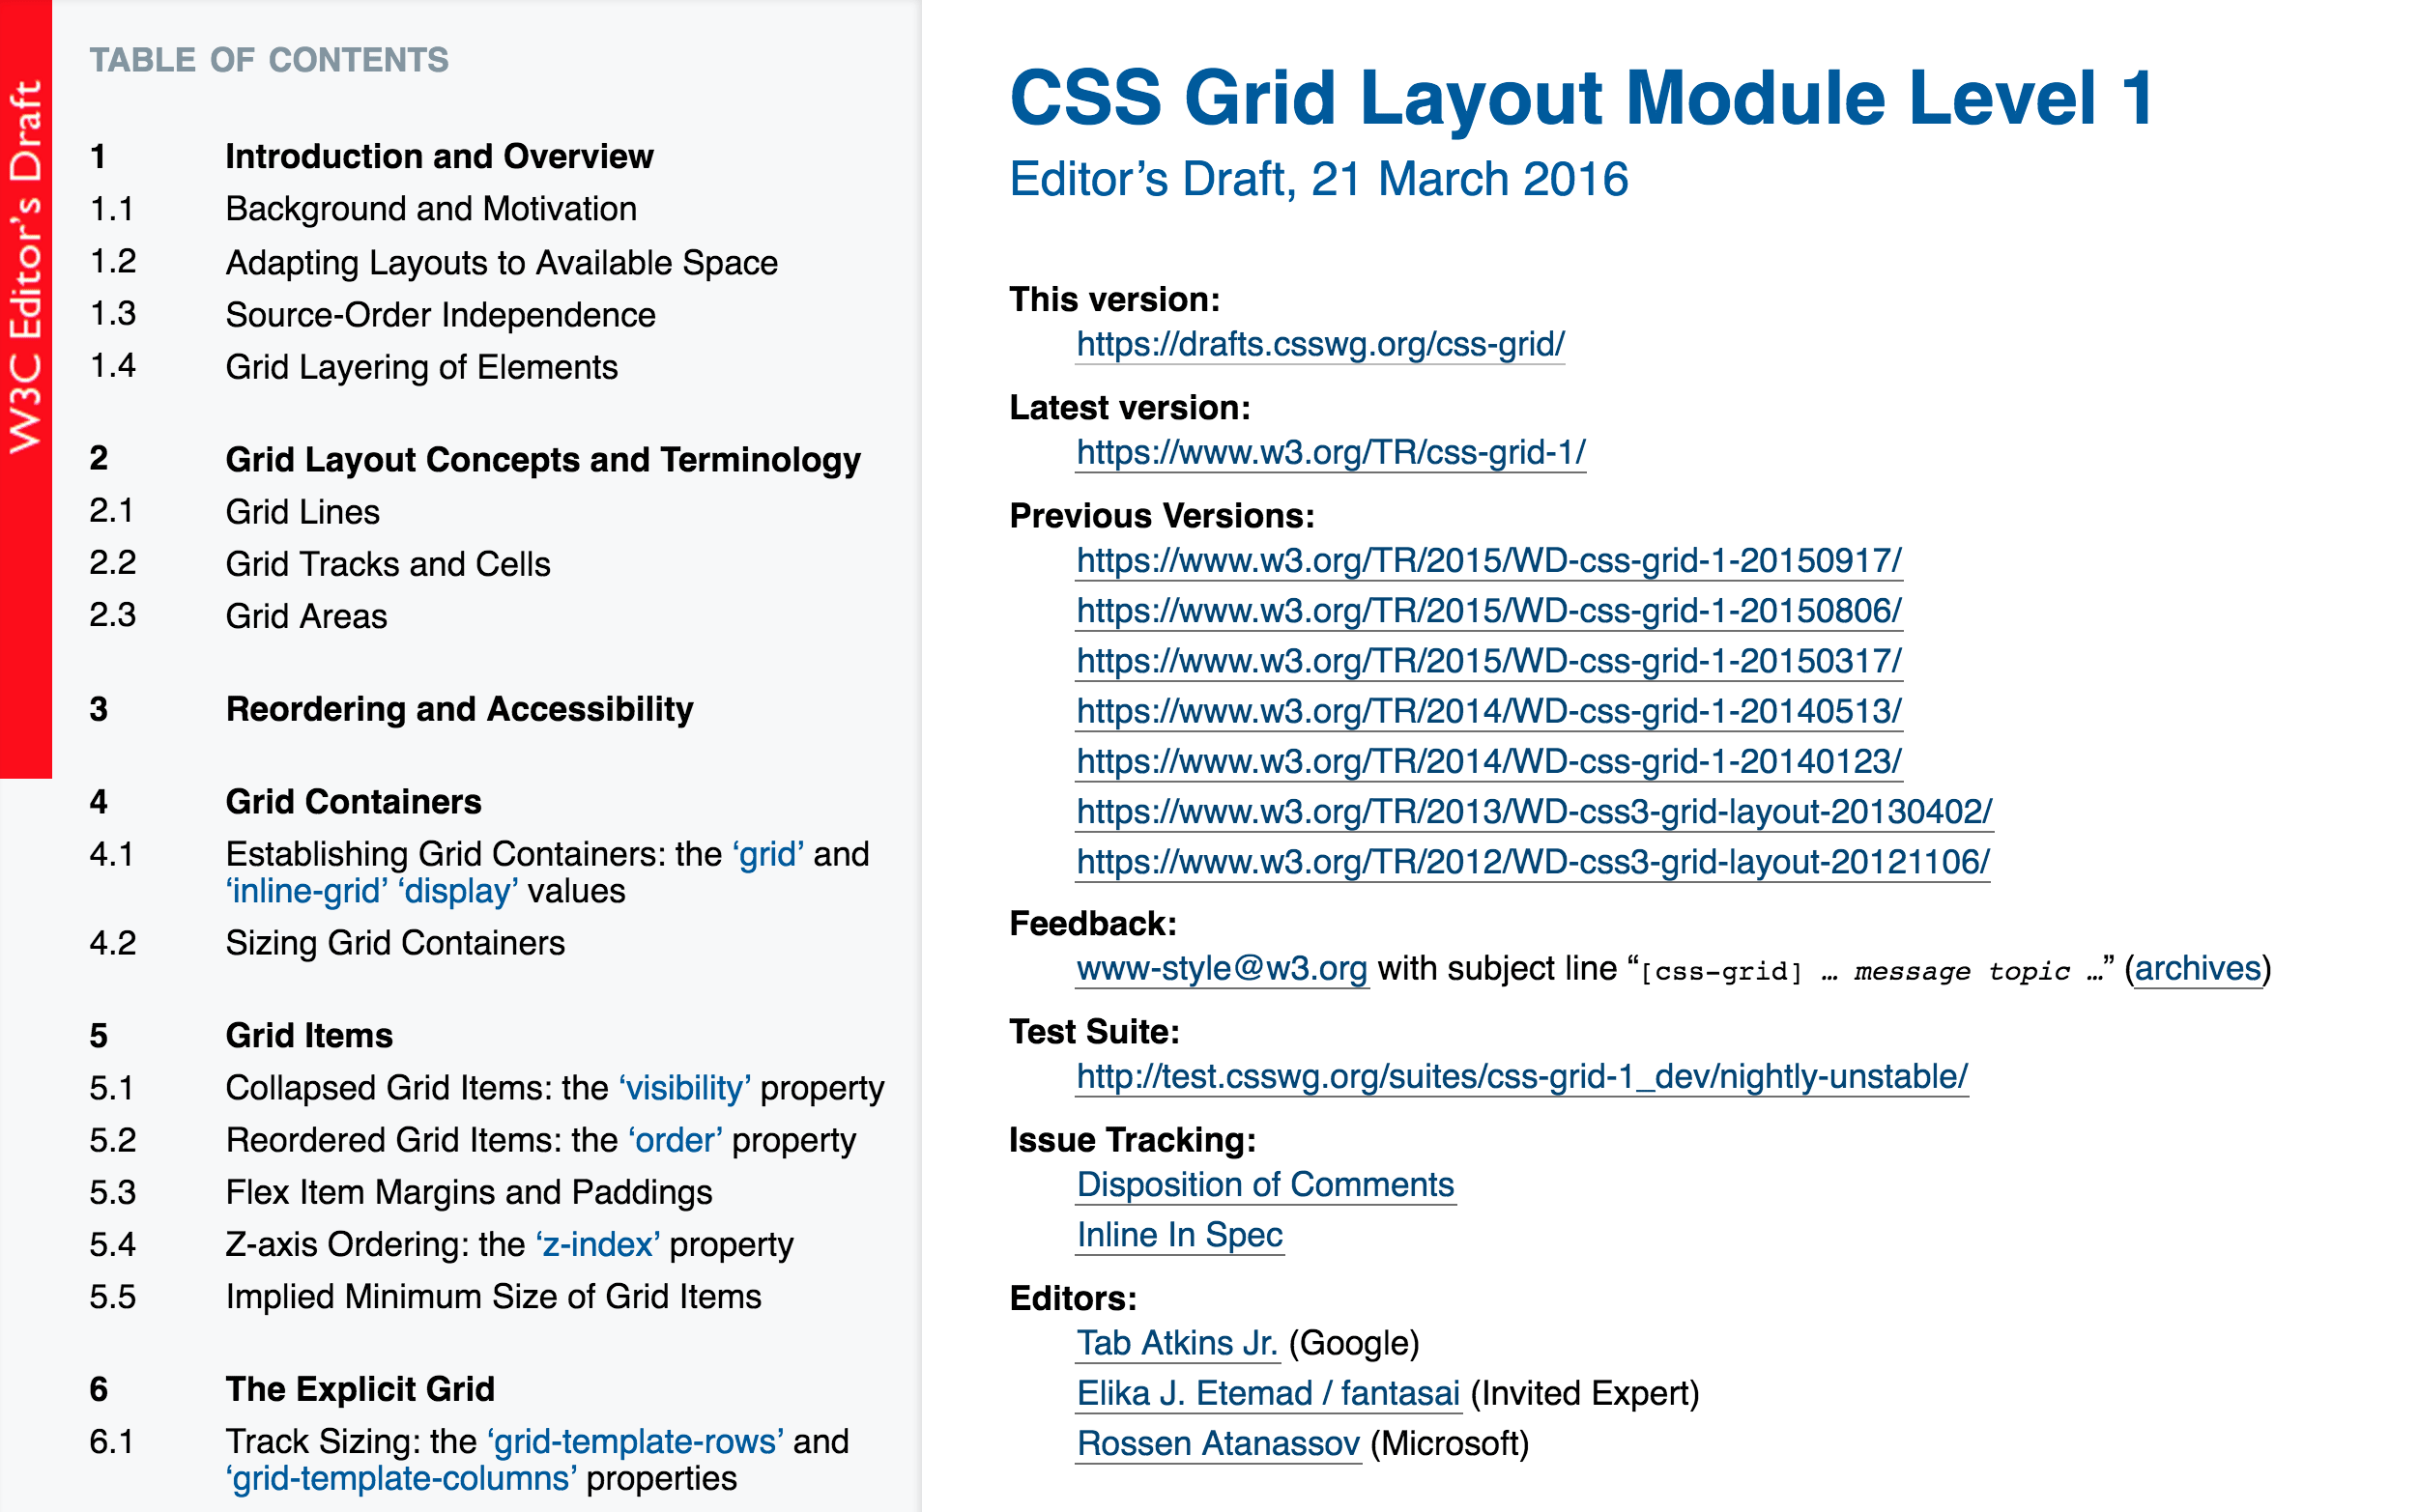 W3C Editor's Draft
TABLE OF CONTENTS
1 Introduction and Overview
1.1 Background and Motivation
1.2 Adapting Layouts to Available Space
1.3 Source-Order Independence
1.4 Grid Layering of Elements
2 Grid Layout Concepts and Terminology
2.1 Grid Lines
2.2 Grid Tracks and Cells
2.3 Grid Areas
3 Reordering and Accessibility
4 Grid Containers
4.1 Establishing Grid Containers: the ‘grid’ and
‘inline-grid’ ‘display’ values
4.2 Sizing Grid Containers
5 Grid Items
5.1 Collapsed Grid Items: the ‘visibility’ property
5.2 Reordered Grid Items: the ‘order’ property
5.3 Flex Item Margins and Paddings
5.4 Z-axis Ordering: the ‘z-index’ property
5.5 Implied Minimum Size of Grid Items
6 The Explicit Grid
6.1 Track Sizing: the ‘grid-template-rows’ and
‘grid-template-columns’ properties
CSS Grid Layout Module Level 1
Editor’s Draft, 21 March 2016
This version:
https://drafts.csswg.org/css-grid/
Latest version:
https://www.w3.org/TR/css-grid-1/
Previous Versions:
https://www.w3.org/TR/2015/WD-css-grid-1-20150917/
https://www.w3.org/TR/2015/WD-css-grid-1-20150806/
https://www.w3.org/TR/2015/WD-css-grid-1-20150317/
https://www.w3.org/TR/2014/WD-css-grid-1-20140513/
https://www.w3.org/TR/2014/WD-css-grid-1-20140123/
https://www.w3.org/TR/2013/WD-css3-grid-layout-20130402/
https://www.w3.org/TR/2012/WD-css3-grid-layout-20121106/
Feedback:
www-style@w3.org with subject line “[css-grid] … message topic …” (archives)
Test Suite:
http://test.csswg.org/suites/css-grid-1_dev/nightly-unstable/
Issue Tracking:
Disposition of Comments
Inline In Spec
Editors:
Tab Atkins Jr. (Google)
Elika J. Etemad / fantasai (Invited Expert)
Rossen Atanassov (Microsoft)